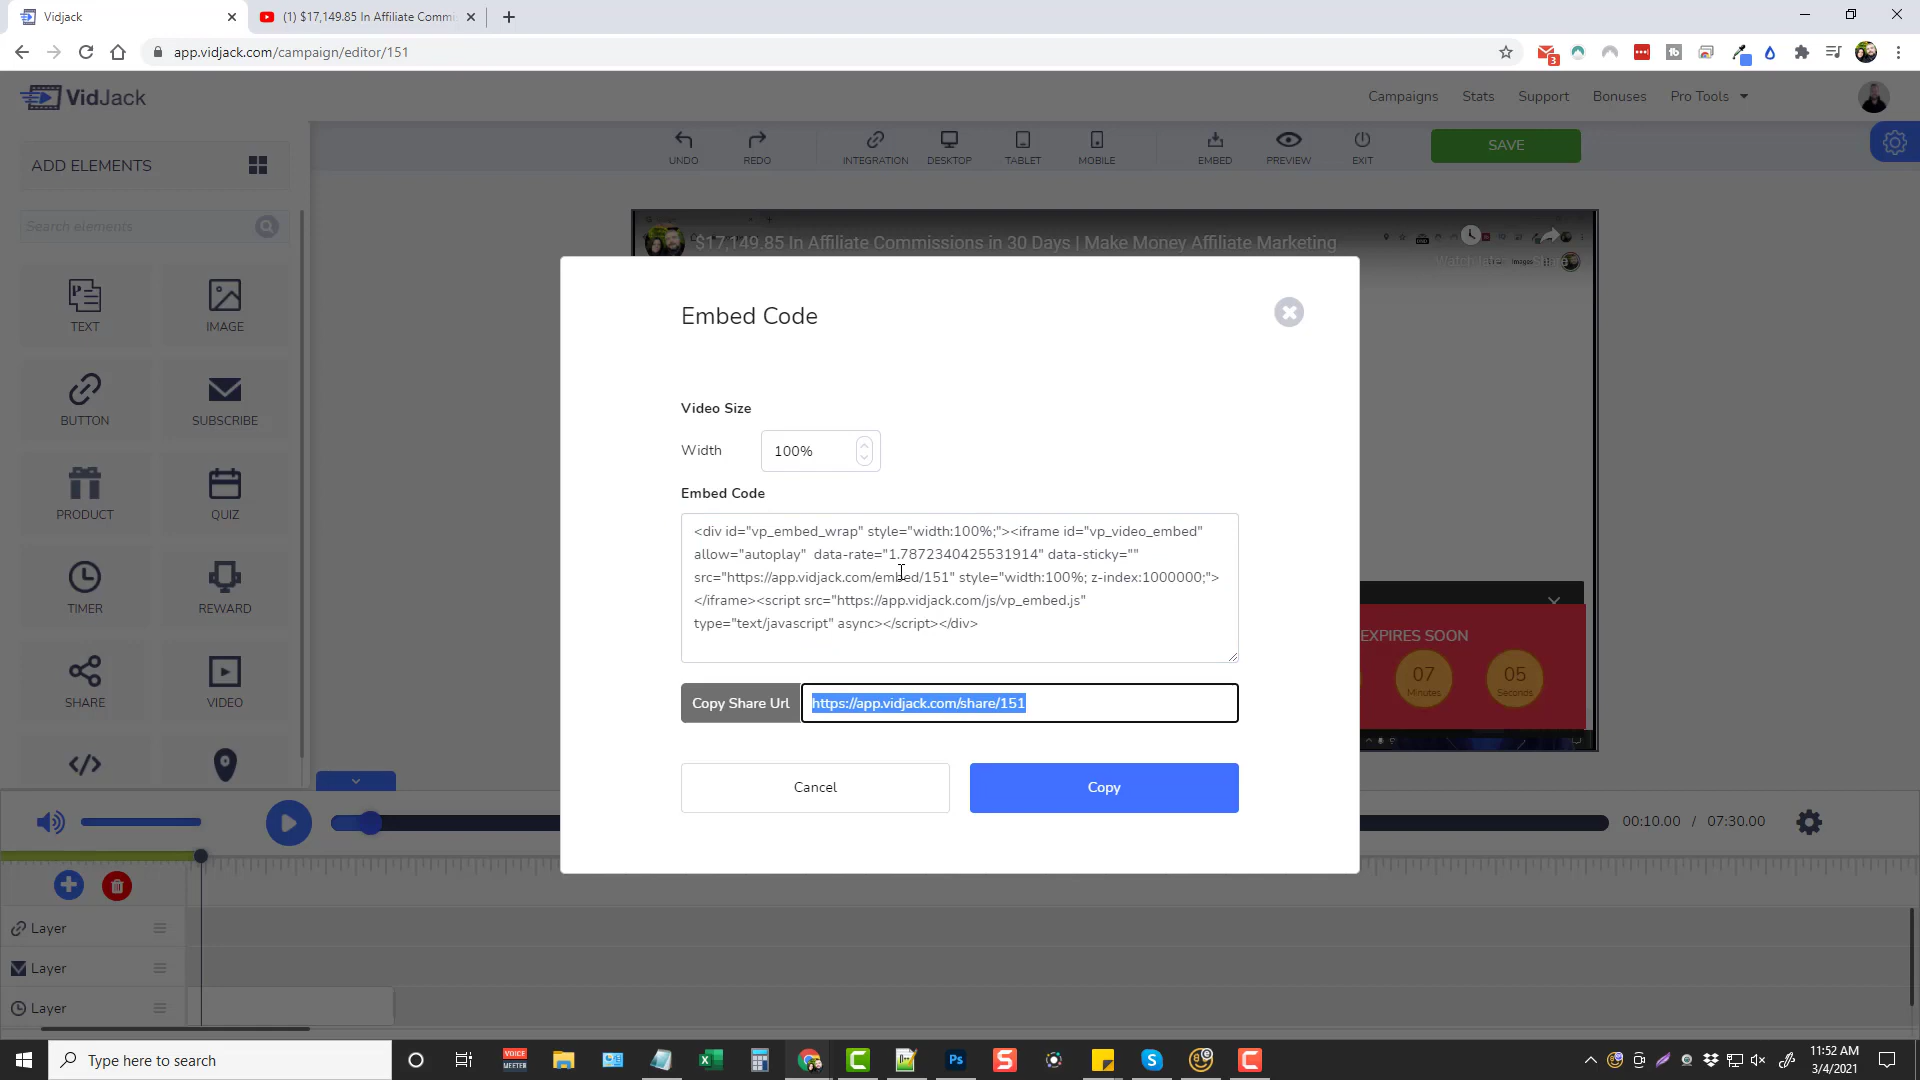 Vidjack
(1) $17,149.85 In Affiliate Commi
app.vidjack.com/campaign/editor/151
3
VidJack
Campaigns
Stats
Support
Bonuses
Pro Tools
ADD ELEMENTS
UNDO
REDO
INTEGRATION
DESKTOP
TABLET
MOBILE
EMBED
PREVIEW
EXIT
SAVE
Search elements
$17,149.85 In Affiliate Commissions in 30 Days | Make Money Affiliate Marketing
TEXT
IMAGE
BUTTON
SUBSCRIBE
PRODUCT
QUIZ
TIMER
REWARD
SHARE
VIDEO
Embed Code
Video Size
Width
100%
Embed Code
<div id="vp_embed_wrap" style="width:100%;"><iframe id="vp_video_embed"
allow="autoplay"  data-rate="1.7872340425531914" data-sticky=""
src="https://app.vidjack.com/embed/151" style="width:100%; z-index:1000000;">
</iframe><script src="https://app.vidjack.com/js/vp_embed.js"
type="text/javascript" async></script></div>
Copy Share Url
https://app.vidjack.com/share/151
Cancel
Copy
EXPIRES SOON
07
Minutes
05
Seconds
00:10.00 / 07:30.00
Layer
Layer
Layer
Type here to search
VOICE
MEETER
Ps
11:52 AM
3/4/2021